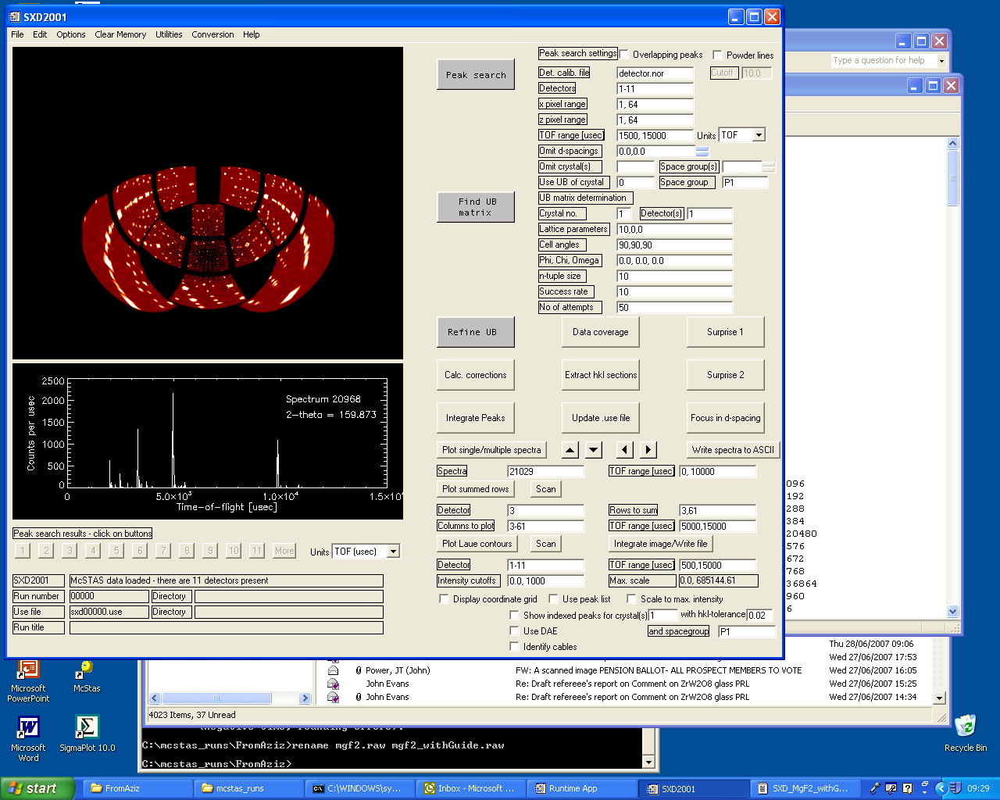 SXD2001
File Edit Options Clear Memory Utilities Conversion Help
Type a question for help
Peak search
Peak search settings Overlapping peaks Powder lines
Det. calib. file detector.nor Cutoff 10.0
Detectors 1-11
x pixel range 1, 64
z pixel range 1, 64
TOF range [usec] 1500, 15000 Units TOF
Omit d-spacings 0.0,0.0
Omit crystal(s) Space group(s)
Use UB of crystal 0 Space group P1
Find UB
matrix
UB matrix determination
Crystal no. 1 Detector(s) 1
Lattice parameters 10,0,0
Cell angles 90,90,90
Phi, Chi, Omega 0.0, 0.0, 0.0
n-tuple size 10
Success rate 10
No of attempts 50
Refine UB Data coverage Surprise 1
Calc. corrections Extract hkl sections Surprise 2
Integrate Peaks Update .use file Focus in d-spacing
Plot single/multiple spectra Write spectra to ASCII
Spectra 21029 TOF range [usec] 0, 10000
Plot summed rows Scan
Detector 3 Rows to sum 3,61
Columns to plot 3-61 TOF range [usec] 5000,15000
Plot Laue contours Scan Integrate image/Write file
Detector 1-11 TOF range [usec] 500,15000
Intensity cutoffs 0.0, 1000 Max. scale 0.0, 685144.61
Display coordinate grid Use peak list Scale to max. intensity
Show indexed peaks for crystal(s) 1 with hkl-tolerance 0.02
Use DAE and spacegroup P1
Identify cables
Counts per usec
2500
2000
1500
1000
500
0
Spectrum 20968
2-theta = 159.873
0 5.0×10³ 1.0×10⁴ 1.5×10
Time-of-flight [usec]
Peak search results - click on buttons
1 2 3 4 5 6 7 8 9 10 11 More Units TOF (usec)
SXD2001 McSTAS data loaded - there are 11 detectors present
Run number 00000 Directory
Use file sxd00000.use Directory
Run title
096
192
288
384
20480
576
672
768
36864
960
6
Thu 28/06/2007 09:06
Wed 27/06/2007 17:53
Power, JT (John) FW: A scanned image PENSION BALLOT- ALL PROSPECT MEMBERS TO VOTE Wed 27/06/2007 16:05
John Evans Re: Draft refereee's report on Comment on ZrW2O8 glass PRL Wed 27/06/2007 15:25
John Evans Re: Draft refereee's report on Comment on ZrW2O8 glass PRL Wed 27/06/2007 14:34
4023 Items, 37 Unread
C:\mcstas_runs\FromAziz>rename mgf2.raw mgf2_withGuide.raw
C:\mcstas_runs\FromAziz>
Microsoft
PowerPoint
McStas
Microsoft
Word
SigmaPlot 10.0
Recycle Bin
start FromAziz mcstas_runs C:\WINDOWS\sy... Inbox - Microsoft ... Runtime App SXD2001 SXD_MgF2_withG... 09:29